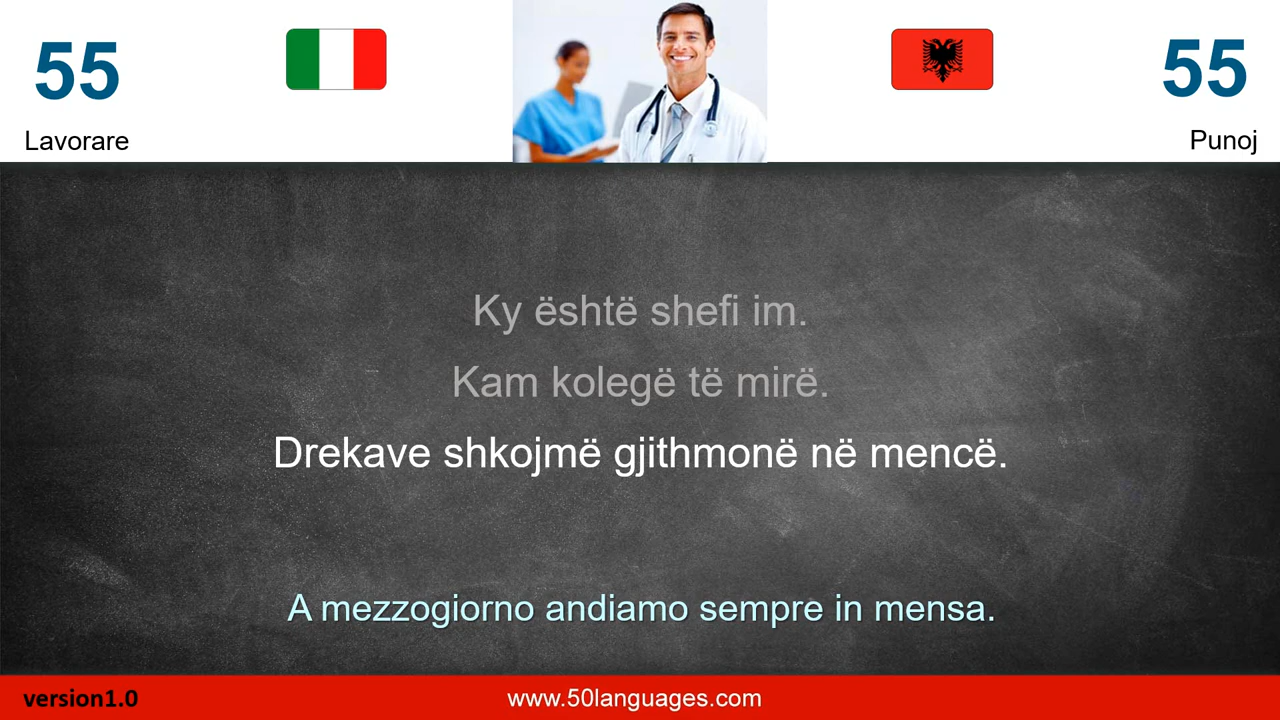 55
55
Lavorare
Punoj
Ky është shefi im.
Kam kolegë të mirë.
Drekave shkojmë gjithmonë në mencë.
A mezzogiorno andiamo sempre in mensa.
version1.0
www.50languages.com